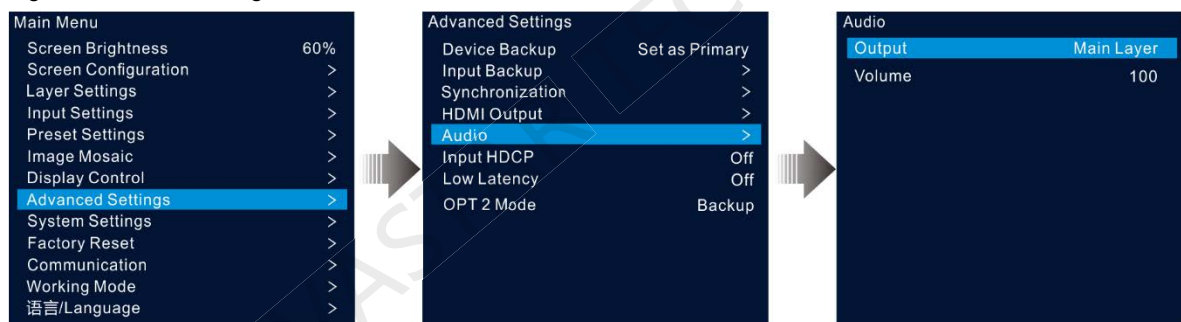 Main Menu
Screen Brightness 60%
Screen Configuration >
Layer Settings >
Input Settings >
Preset Settings >
Image Mosaic >
Display Control >
Advanced Settings >
System Settings >
Factory Reset >
Communication >
Working Mode >
语言/Language >
Advanced Settings
Device Backup Set as Primary
Input Backup >
Synchronization >
HDMI Output >
Audio >
Input HDCP Off
Low Latency Off
OPT 2 Mode Backup
Audio
Output Main Layer
Volume 100